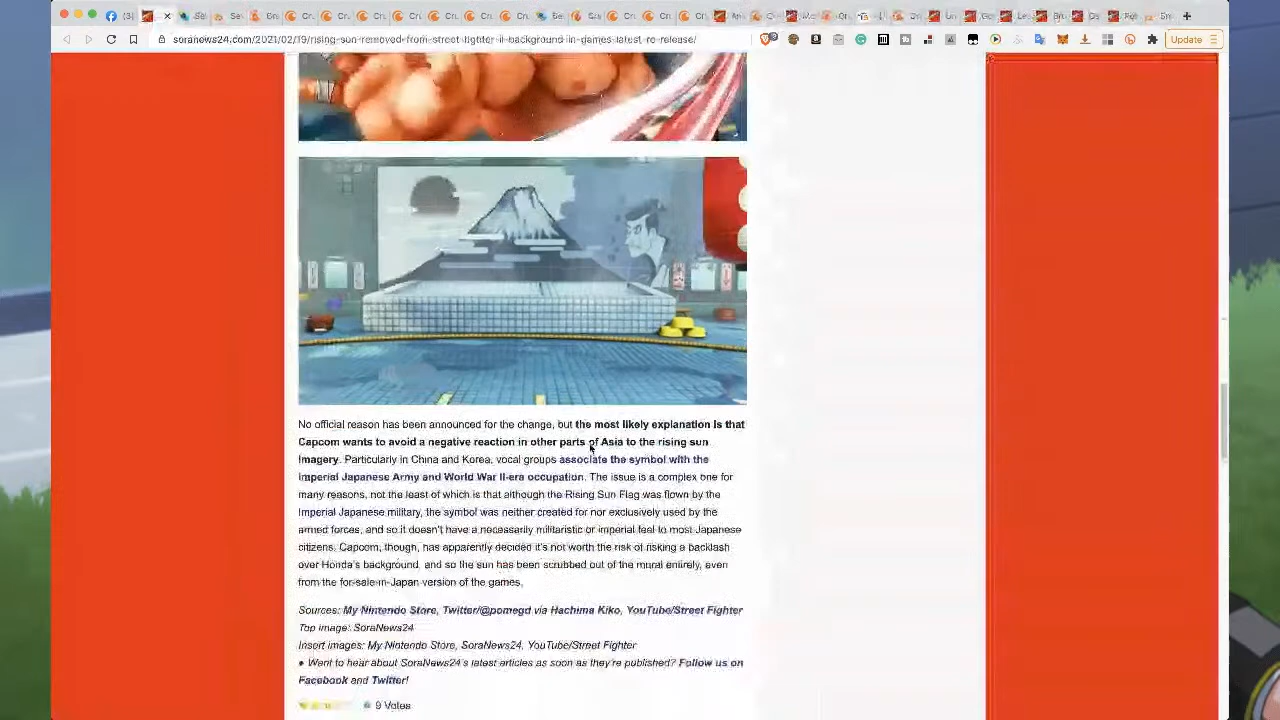 soranews24.com/2021/02/19/rising-sun-removed-from-street-fighter-ii-background-in-games-latest-re-release/
Update
No official reason has been announced for the change, but the most likely explanation is that
Capcom wants to avoid a negative reaction in other parts of Asia to the rising sun
imagery. Particularly in China and Korea, vocal groups associate the symbol with the
Imperial Japanese Army and World War II-era occupation. The issue is a complex one for
many reasons, not the least of which is that although the Rising Sun Flag was flown by the
Imperial Japanese military, the symbol was neither created for nor exclusively used by the
armed forces, and so it doesn't have a necessarily militaristic or imperial feel to most Japanese
citizens. Capcom, though, has apparently decided it's not worth the risk of risking a backlash
over Honda's background, and so the sun has been scrubbed out of the mural entirely, even
from the for-sale-in-Japan version of the games.
Sources: My Nintendo Store, Twitter/@pomegd via Hachima Kiko, YouTube/Street Fighter
Top image: SoraNews24
Insert images: My Nintendo Store, SoraNews24, YouTube/Street Fighter
● Want to hear about SoraNews24's latest articles as soon as they're published? Follow us on
Facebook and Twitter!
9 Votes